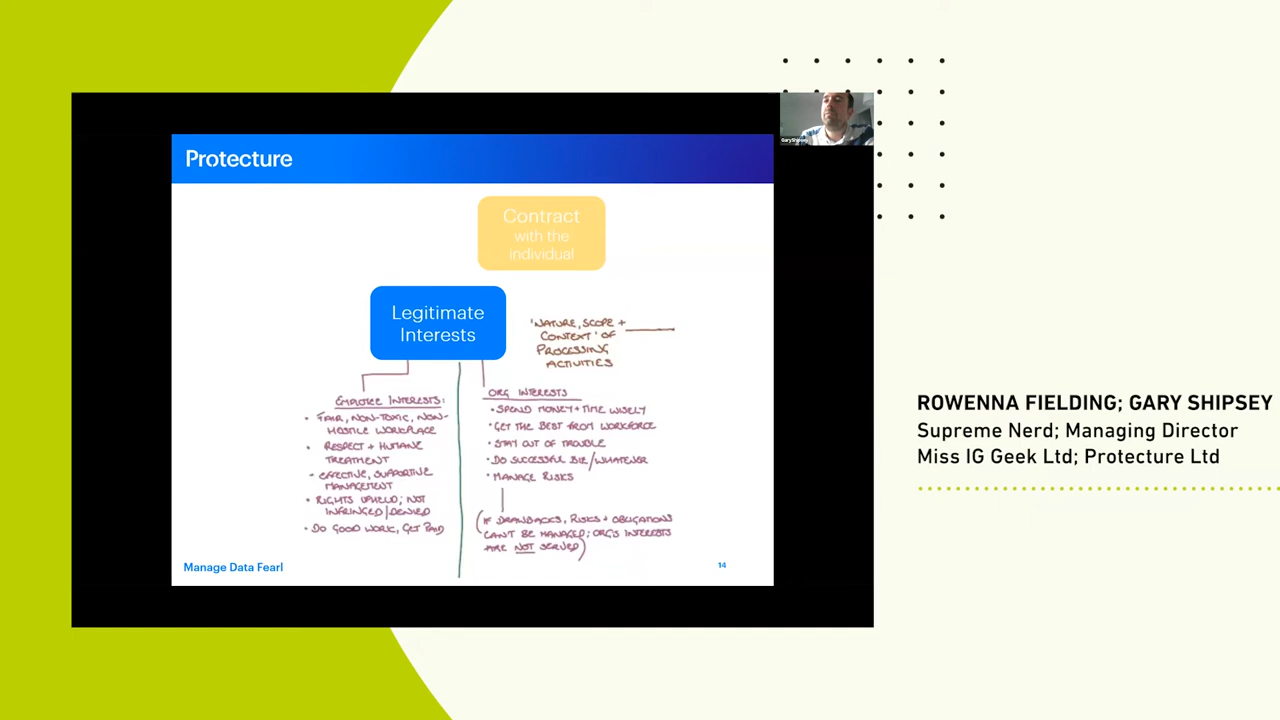 Protecture
GaryShipsey
Contract
with the
individual
Legitimate
Interests
'NATURE, SCOPE +
CONTEXT' OF
PROCESSING
ACTIVITIES
EMPLOYEE INTERESTS:
• FAIR, NON-TOXIC, NON-
HOSTILE WORKPLACE
• RESPECT + HUMANE
TREATMENT
• EFFECTIVE, SUPPORTIVE
MANAGEMENT
• RIGHTS UPHELD; NOT
INFRINGED/DENIED
• DO GOOD WORK, GET PAID
ORG INTERESTS
• SPEND MONEY + TIME WISELY
• GET THE BEST FROM WORKFORCE
• STAY OUT OF TROUBLE
• DO SUCCESSFUL BIZ/WHATEVER
• MANAGE RISKS
(IF DRAWBACKS, RISKS + OBLIGATIONS
CAN'T BE MANAGED; ORG'S INTERESTS
ARE NOT SERVED)
Manage Data Fearl
14
ROWENNA FIELDING; GARY SHIPSEY
Supreme Nerd; Managing Director
Miss IG Geek Ltd; Protecture Ltd